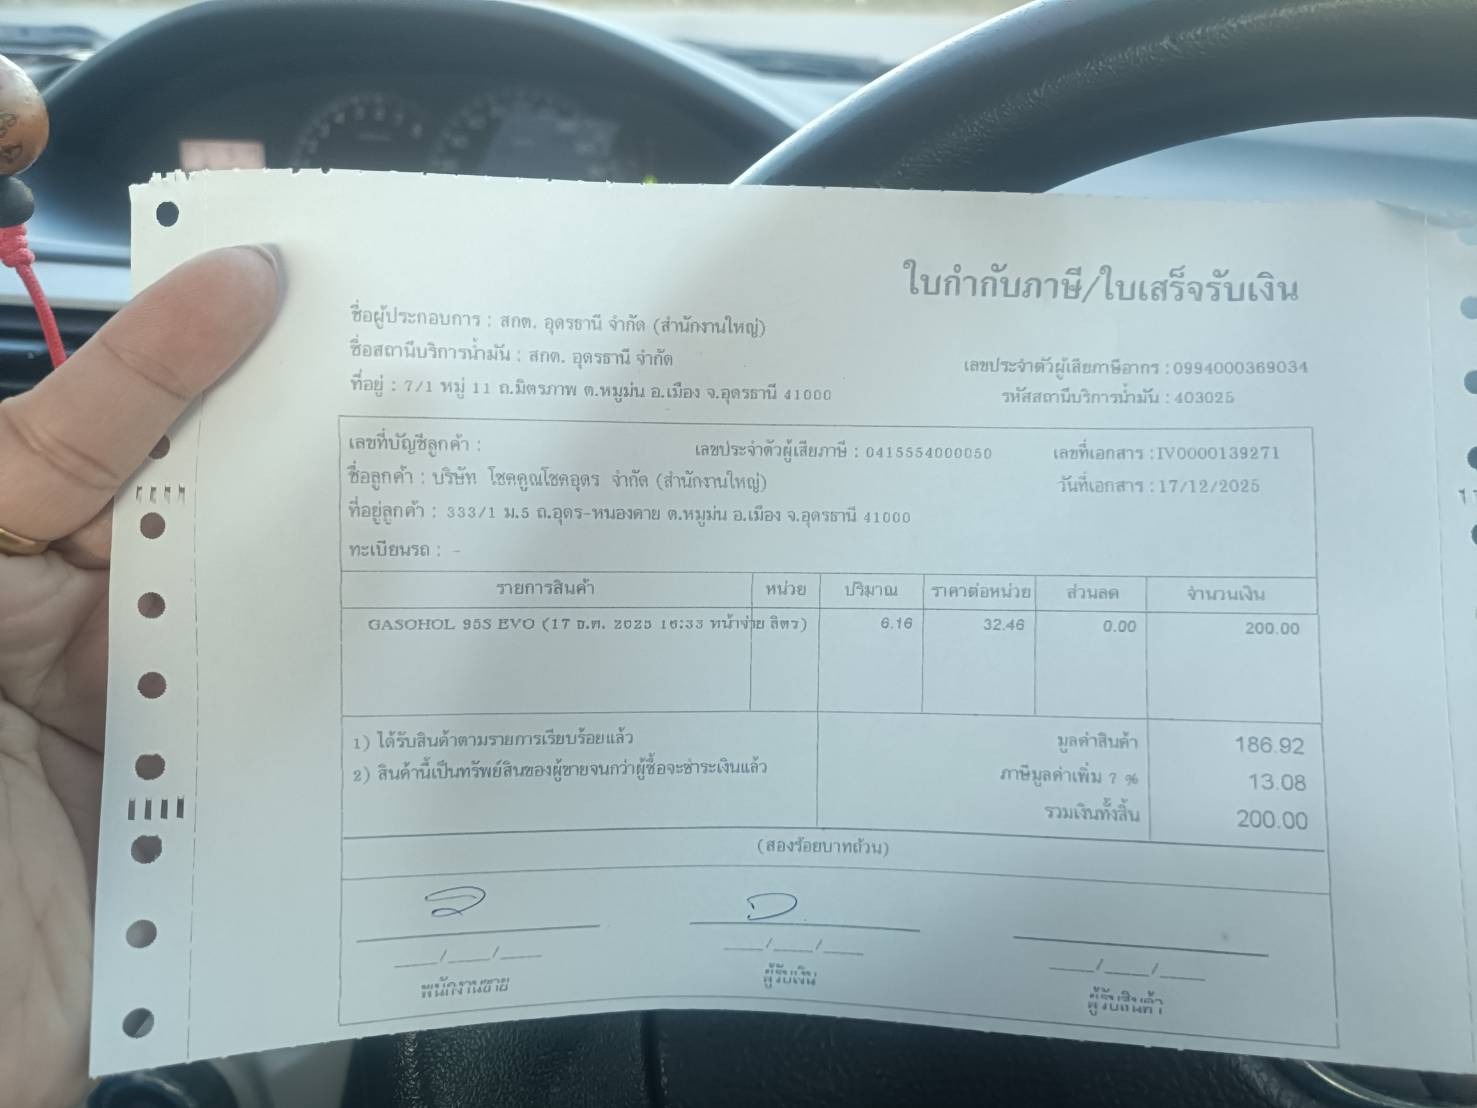 ใบกำกับภาษี/ใบเสร็จรับเงิน
ชื่อผู้ประกอบการ : สกต. อุดรธานี จำกัด (สำนักงานใหญ่)
ชื่อสถานีบริการน้ำมัน : สกต. อุดรธานี จำกัด
เลขประจำตัวผู้เสียภาษีอากร : 0994000369034
ที่อยู่ : 7/1 หมู่ 11 ถ.มิตรภาพ ต.หมูม่น อ.เมือง จ.อุดรธานี 41000
รหัสสถานีบริการน้ำมัน : 403025
เลขที่บัญชีลูกค้า : เลขประจำตัวผู้เสียภาษี : 0415554000050 เลขที่เอกสาร : IV0000139271
ชื่อลูกค้า : บริษัท โชคคูณโชคอุดร จำกัด (สำนักงานใหญ่) วันที่เอกสาร : 17/12/2025
ที่อยู่ลูกค้า : 333/1 ม.5 ถ.อุดร-หนองคาย ต.หมูม่น อ.เมือง จ.อุดรธานี 41000
ทะเบียนรถ : -
รายการสินค้า หน่วย ปริมาณ ราคาต่อหน่วย ส่วนลด จำนวนเงิน
GASOHOL 95S EVO (17 ธ.ค. 2025 16:33 หน้าจ่าย ลิตร) 6.16 32.46 0.00 200.00
1) ได้รับสินค้าตามรายการเรียบร้อยแล้ว มูลค่าสินค้า 186.92
2) สินค้านี้เป็นทรัพย์สินของผู้ขายจนกว่าผู้ซื้อจะชำระเงินแล้ว ภาษีมูลค่าเพิ่ม 7 % 13.08
รวมเงินทั้งสิ้น 200.00
(สองร้อยบาทถ้วน)
___/___/___ ___/___/___ ___/___/___
พนักงานขาย ผู้รับเงิน ผู้รับสินค้า